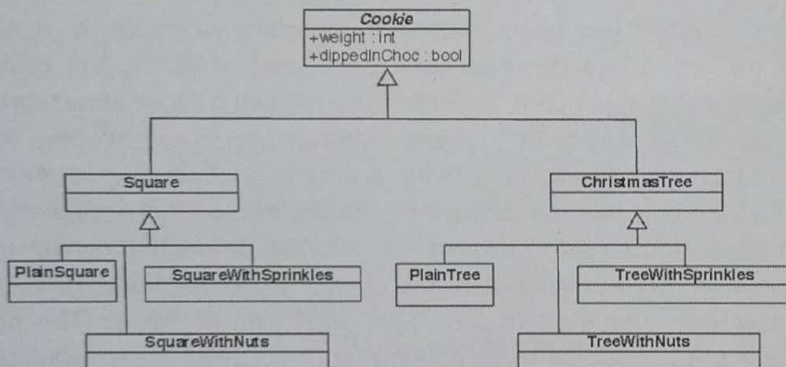 Cookie
+weight : int
+dippedInChoc : bool
Square
ChristmasTree
PlainSquare
SquareWithSprinkles
PlainTree
TreeWithSprinkles
SquareWithNuts
TreeWithNuts